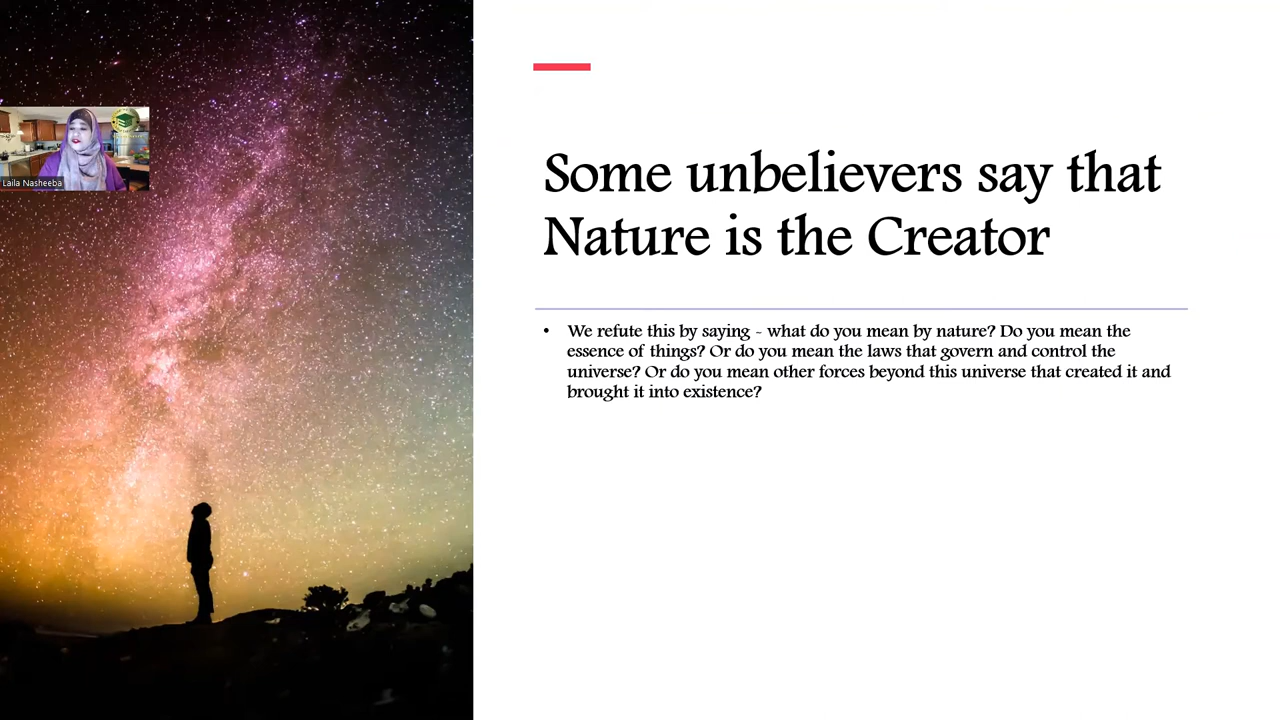 Laila Nasheeba
Some unbelievers say that
Nature is the Creator
• We refute this by saying - what do you mean by nature? Do you mean the
essence of things? Or do you mean the laws that govern and control the
universe? Or do you mean other forces beyond this universe that created it and
brought it into existence?